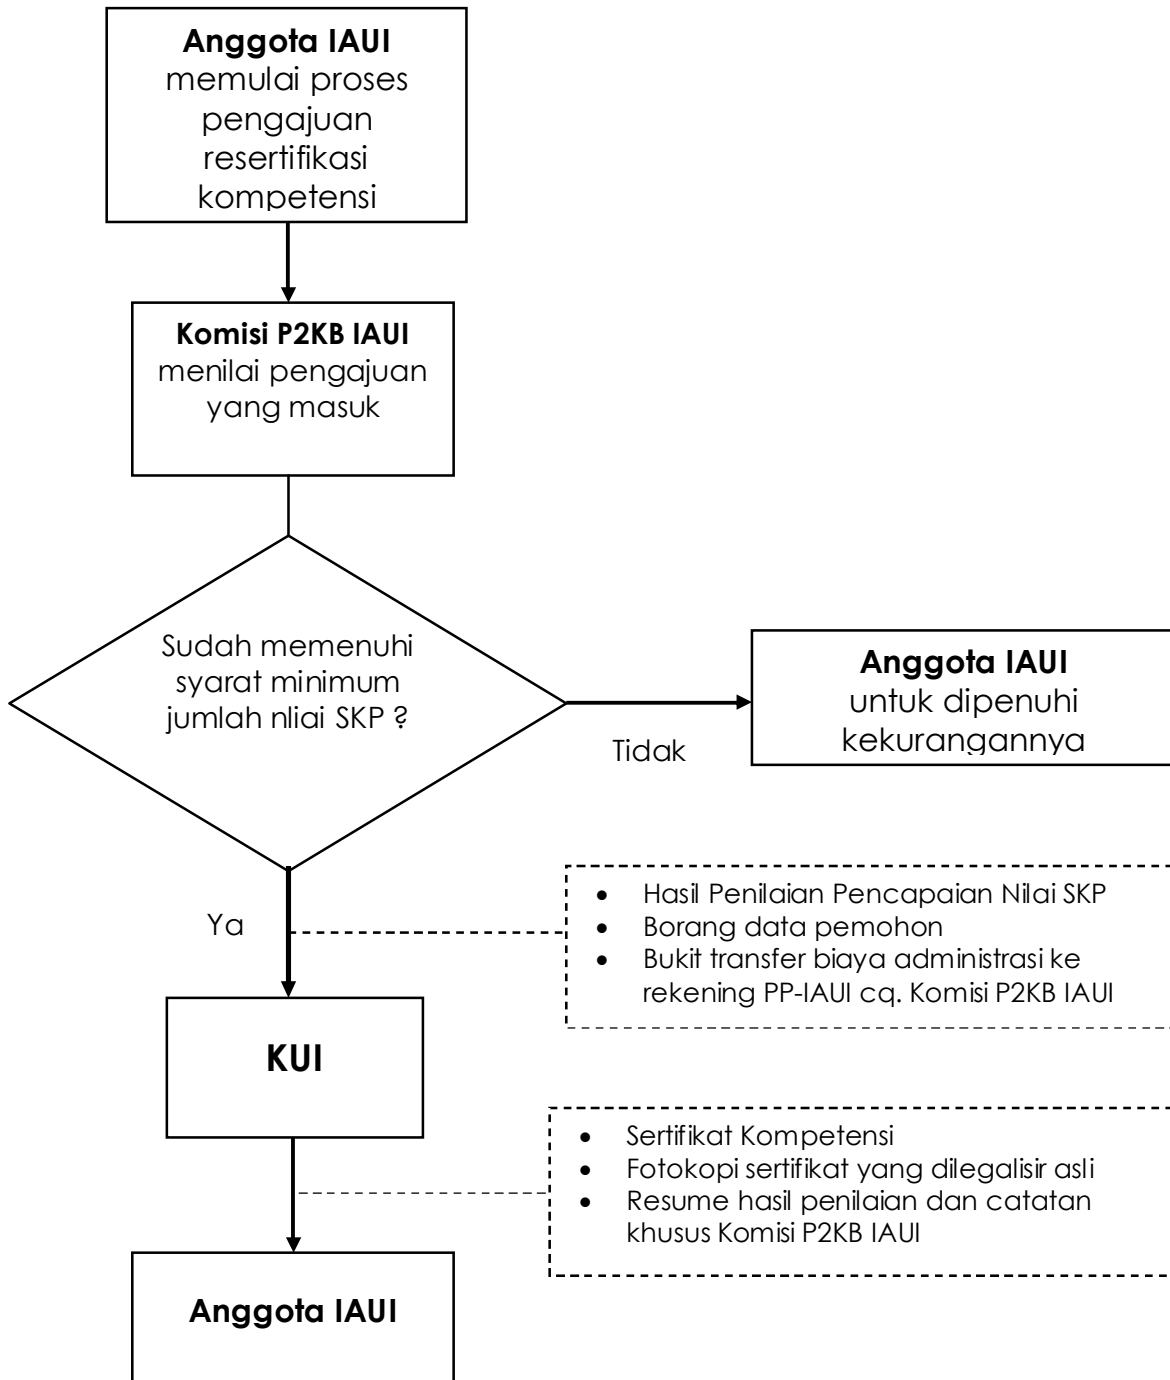 Anggota IAUI
memulai proses
pengajuan
resertifikasi
kompetensi
Komisi P2KB IAUI
menilai pengajuan
yang masuk
Sudah memenuhi
syarat minimum
jumlah nliai SKP ?
Tidak
Anggota IAUI
untuk dipenuhi
kekurangannya
Ya
• Hasil Penilaian Pencapaian Nilai SKP
• Borang data pemohon
• Bukit transfer biaya administrasi ke
rekening PP-IAUI cq. Komisi P2KB IAUI
KUI
• Sertifikat Kompetensi
• Fotokopi sertifikat yang dilegalisir asli
• Resume hasil penilaian dan catatan
khusus Komisi P2KB IAUI
Anggota IAUI